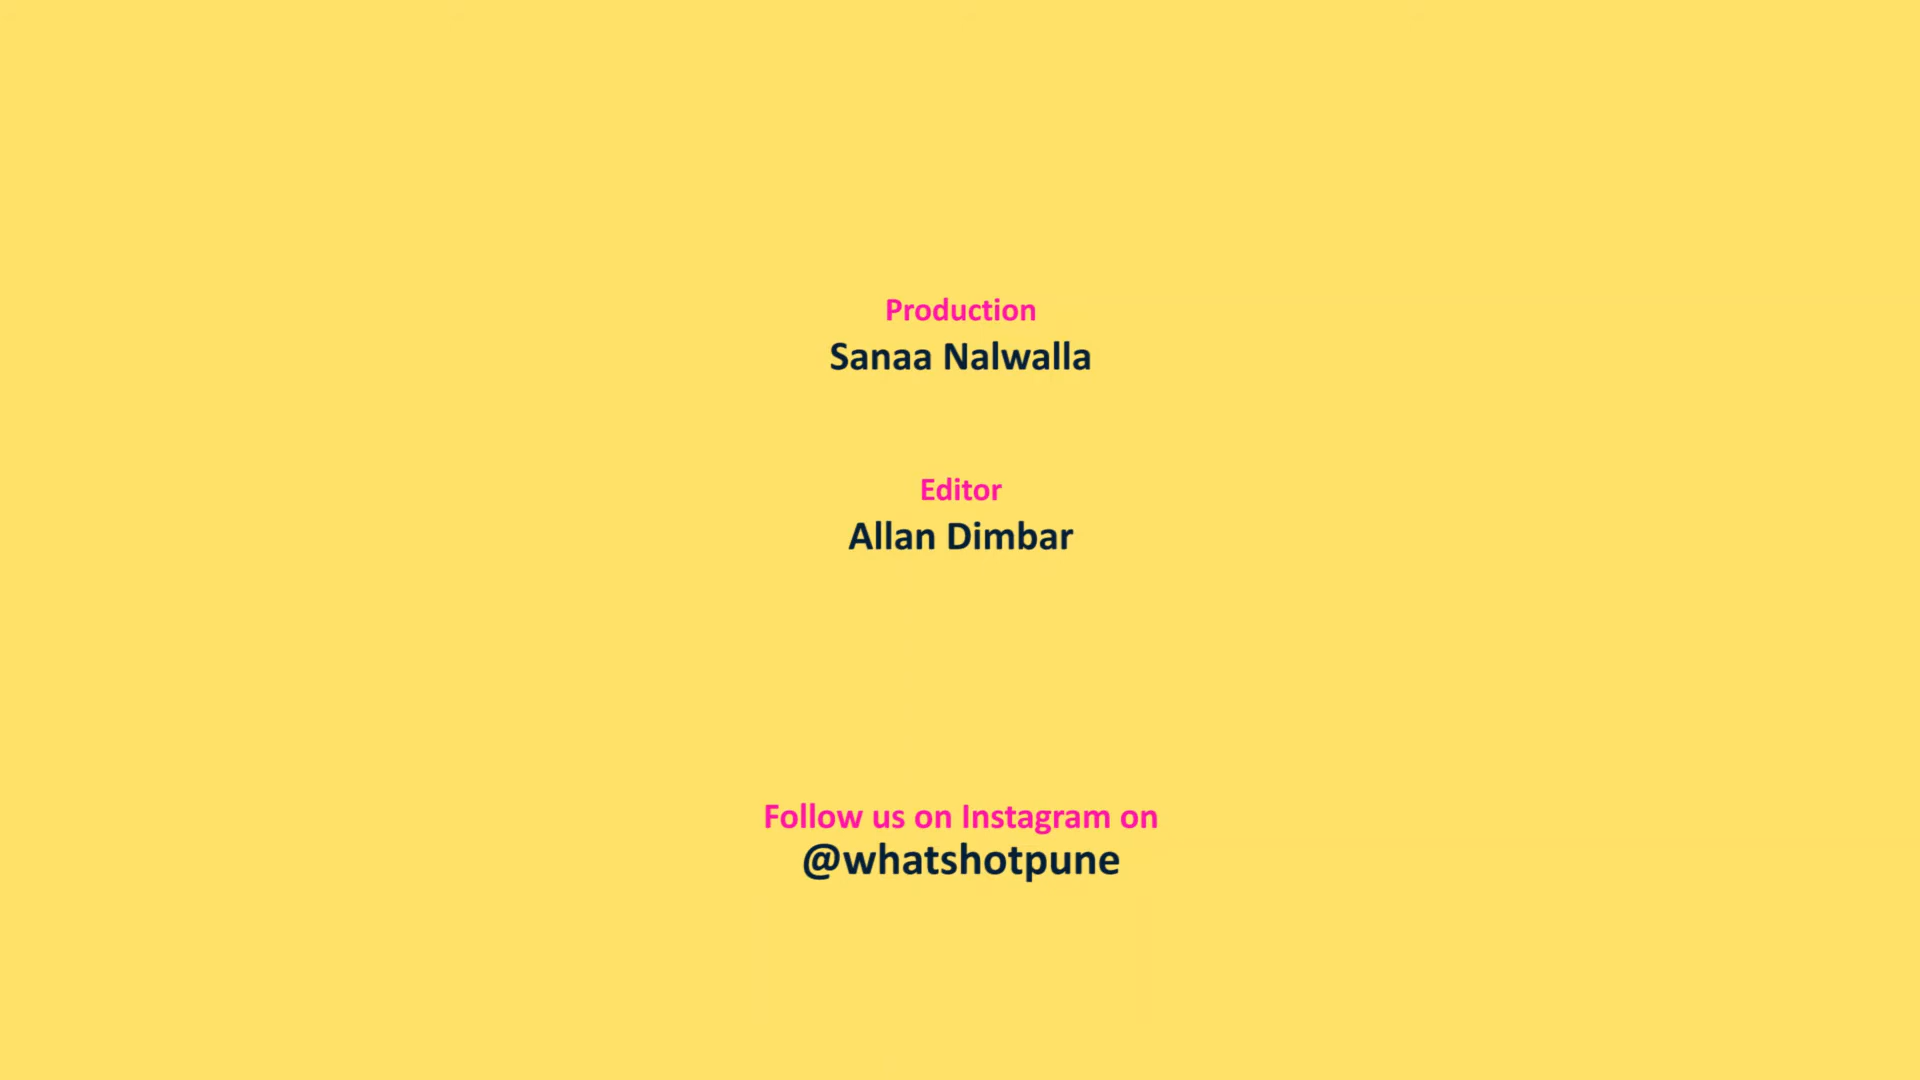 Production
Sanaa Nalwalla
Editor
Allan Dimbar
Follow us on Instagram on
@whatshotpune